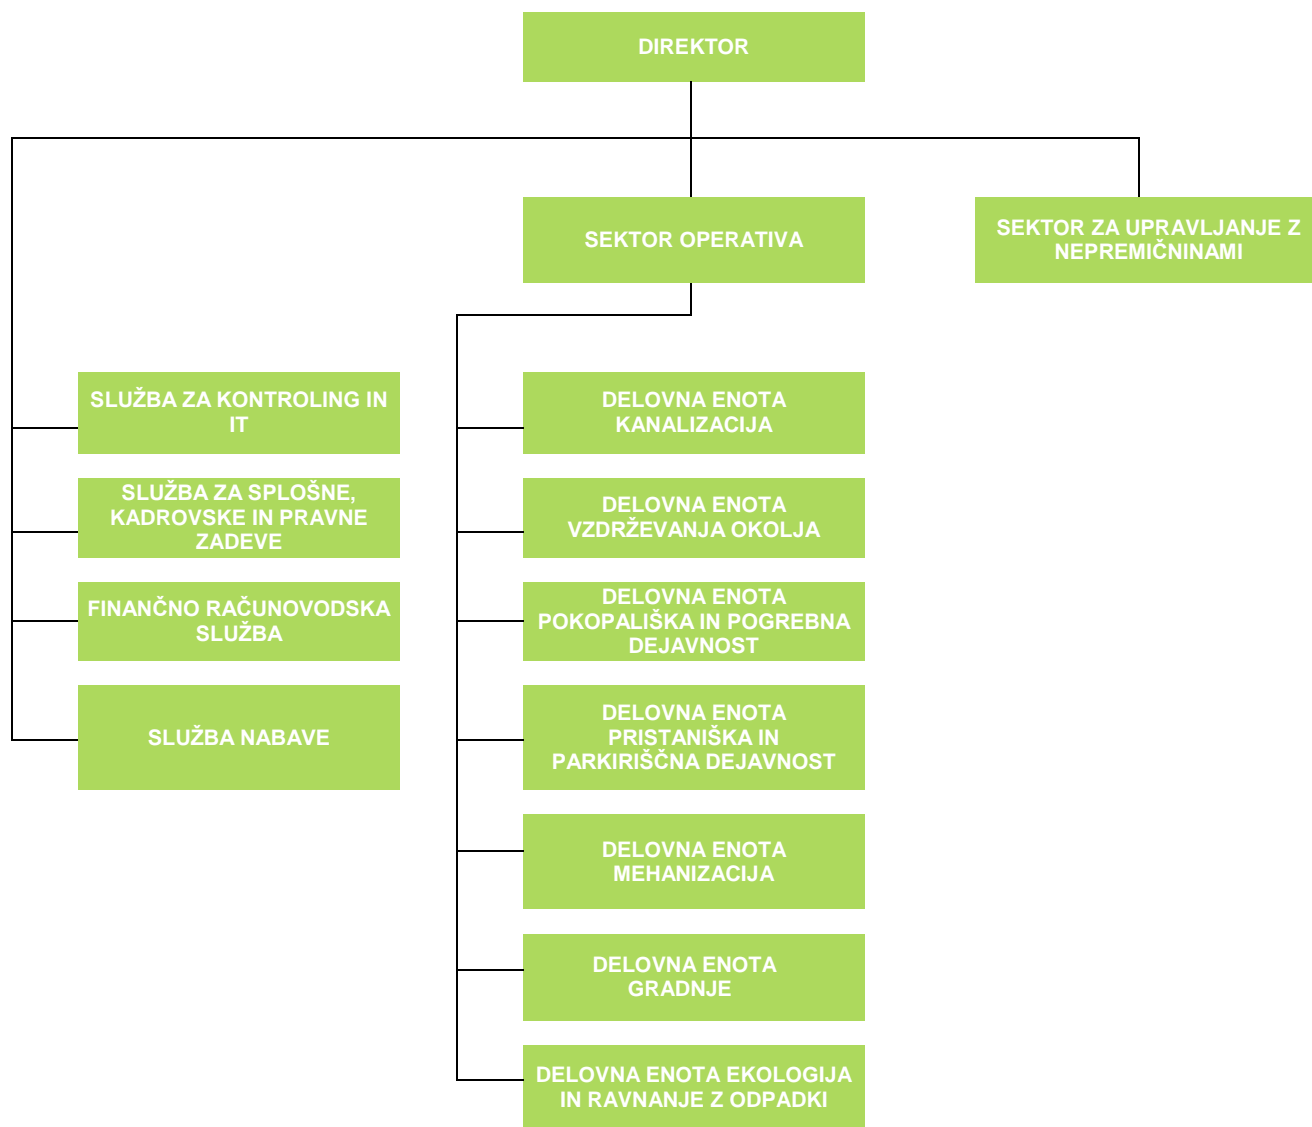 DIREKTOR
SEKTOR OPERATIVA
SEKTOR ZA UPRAVLJANJE Z
NEPREMIČNINAMI
SLUŽBA ZA KONTROLING IN
IT
SLUŽBA ZA SPLOŠNE,
KADROVSKE IN PRAVNE
ZADEVE
FINANČNO RAČUNOVODSKA
SLUŽBA
SLUŽBA NABAVE
DELOVNA ENOTA
KANALIZACIJA
DELOVNA ENOTA
VZDRŽEVANJA OKOLJA
DELOVNA ENOTA
POKOPALIŠKA IN POGREBNA
DEJAVNOST
DELOVNA ENOTA
PRISTANIŠKA IN
PARKIRIŠČNA DEJAVNOST
DELOVNA ENOTA
MEHANIZACIJA
DELOVNA ENOTA
GRADNJE
DELOVNA ENOTA EKOLOGIJA
IN RAVNANJE Z ODPADKI